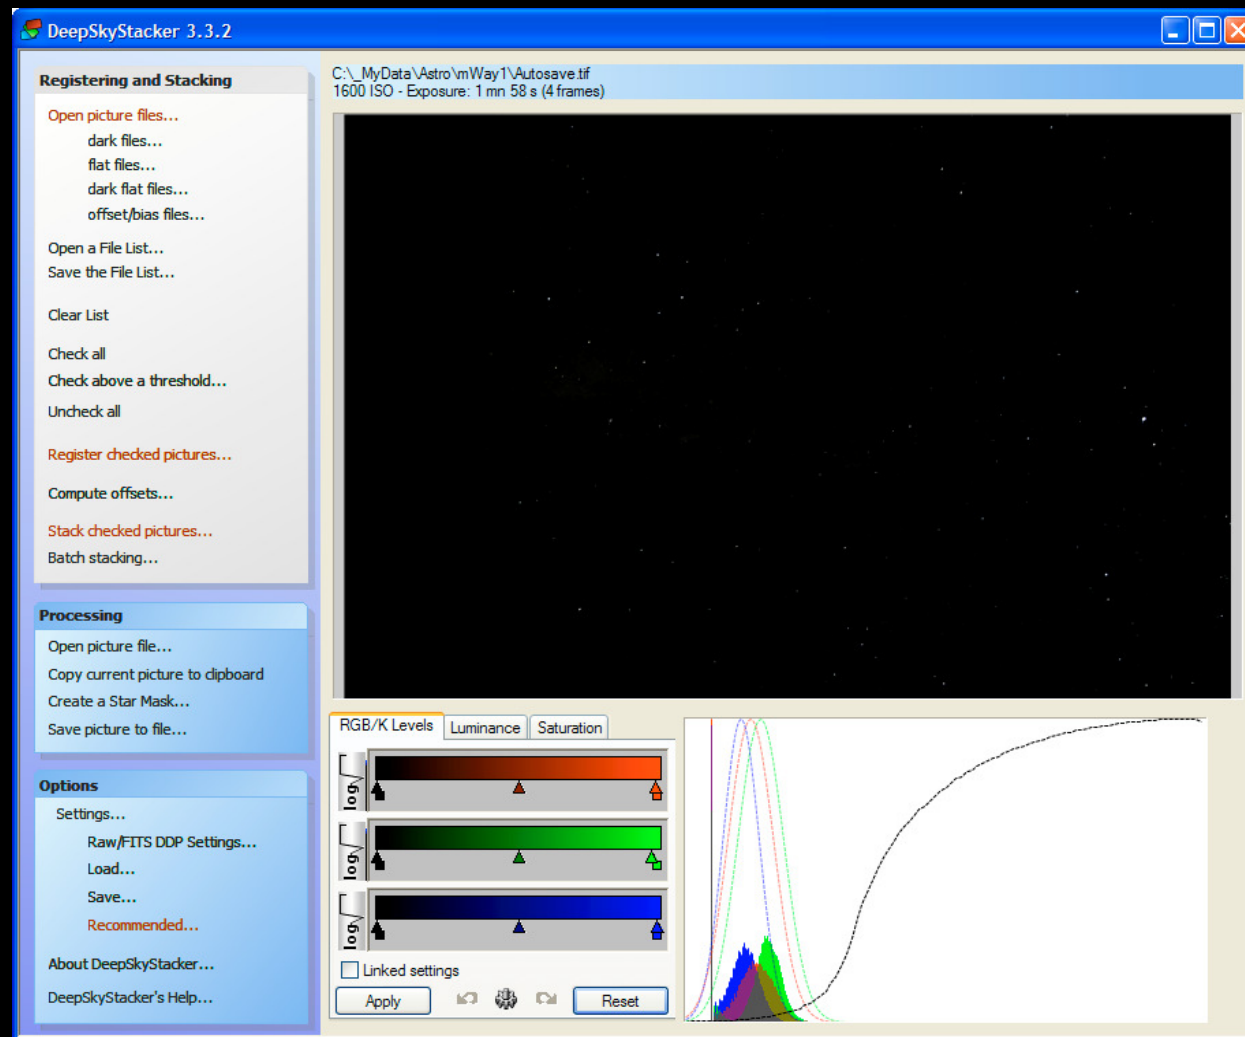 DeepSkyStacker 3.3.2
Registering and Stacking
Open picture files...
dark files...
flat files...
dark flat files...
offset/bias files...
Open a File List...
Save the File List...
Clear List
Check all
Check above a threshold...
Uncheck all
Register checked pictures...
Compute offsets...
Stack checked pictures...
Batch stacking...
Processing
Open picture file...
Copy current picture to clipboard
Create a Star Mask...
Save picture to file...
Options
Settings...
Raw/FITS DDP Settings...
Load...
Save...
Recommended...
About DeepSkyStacker...
DeepSkyStacker's Help...
C:\_MyData\Astro\mWay1\Autosave.tif
1600 ISO - Exposure: 1 mn 58 s (4 frames)
RGB/K Levels Luminance Saturation
log
log
log
Linked settings
Apply Reset